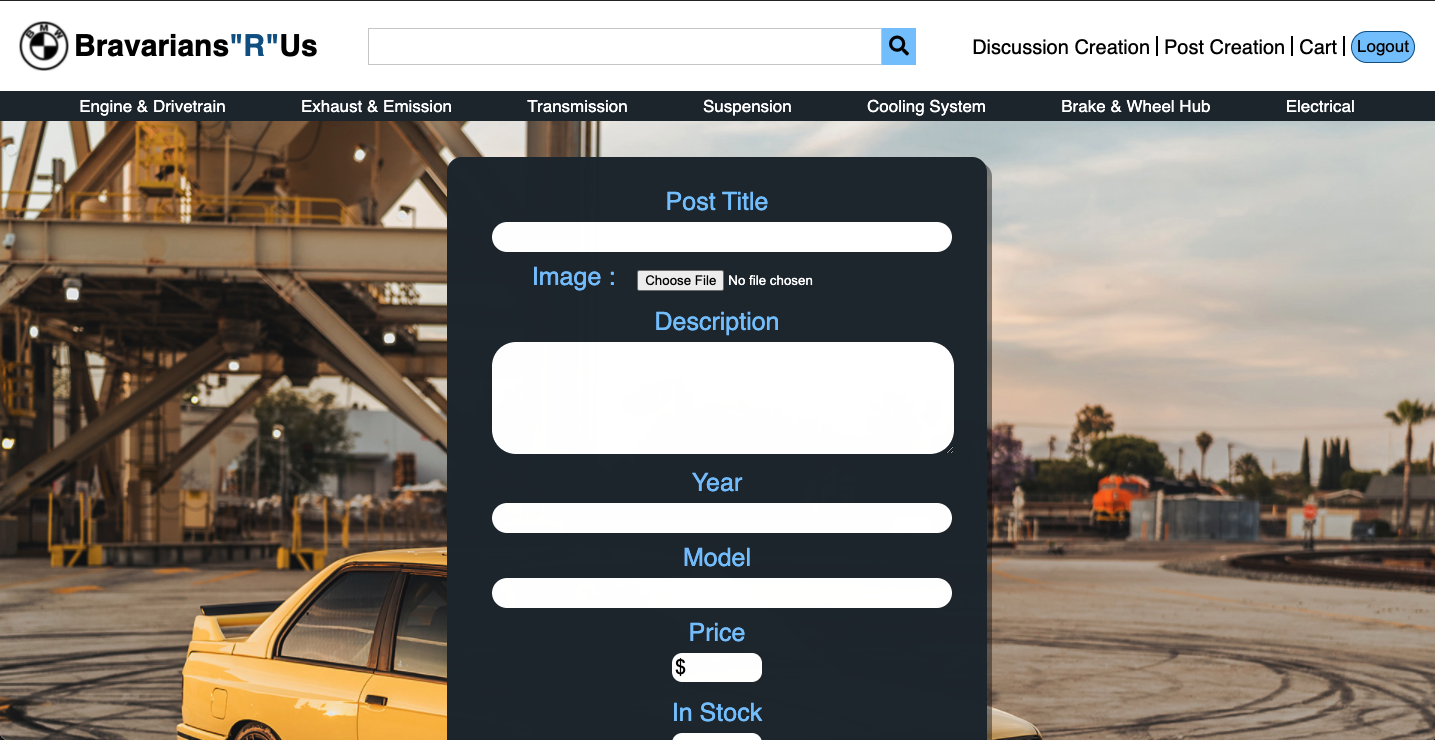 BMW
Bravarians"R"Us
Discussion Creation | Post Creation | Cart | Logout
Engine & Drivetrain Exhaust & Emission Transmission Suspension Cooling System Brake & Wheel Hub Electrical
Post Title
Image : Choose File No file chosen
Description
Year
Model
Price
$
In Stock